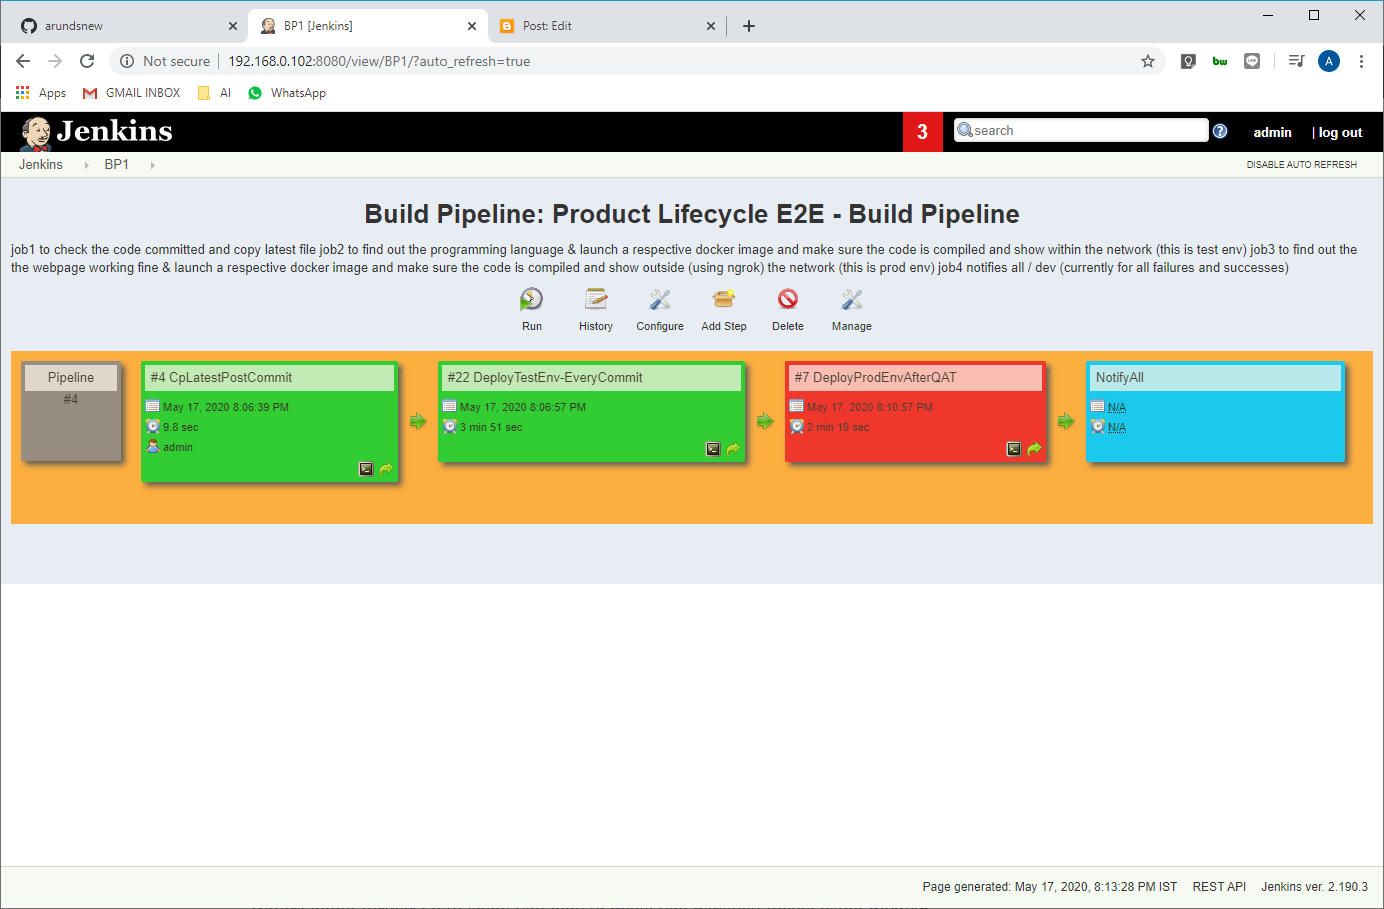 arundsnew
BP1 [Jenkins]
Post: Edit
Not secure
192.168.0.102:8080/view/BP1/?auto_refresh=true
bw
A
Apps
GMAIL INBOX
AI
WhatsApp
Jenkins
3
search
admin
| log out
Jenkins
BP1
DISABLE AUTO REFRESH
Build Pipeline: Product Lifecycle E2E - Build Pipeline
job1 to check the code committed and copy latest file job2 to find out the programming language & launch a respective docker image and make sure the code is compiled and show within the network (this is test env) job3 to find out the
the webpage working fine & launch a respective docker image and make sure the code is compiled and show outside (using ngrok) the network (this is prod env) job4 notifies all / dev (currently for all failures and successes)
Run
History
Configure
Add Step
Delete
Manage
Pipeline
#4
#4 CpLatestPostCommit
May 17, 2020 8:06:39 PM
9.8 sec
admin
#22 DeployTestEnv-EveryCommit
May 17, 2020 8:06:57 PM
3 min 51 sec
#7 DeployProdEnvAfterQAT
May 17, 2020 8:10:57 PM
2 min 19 sec
NotifyAll
N/A
N/A
Page generated: May 17, 2020, 8:13:28 PM IST
REST API
Jenkins ver. 2.190.3